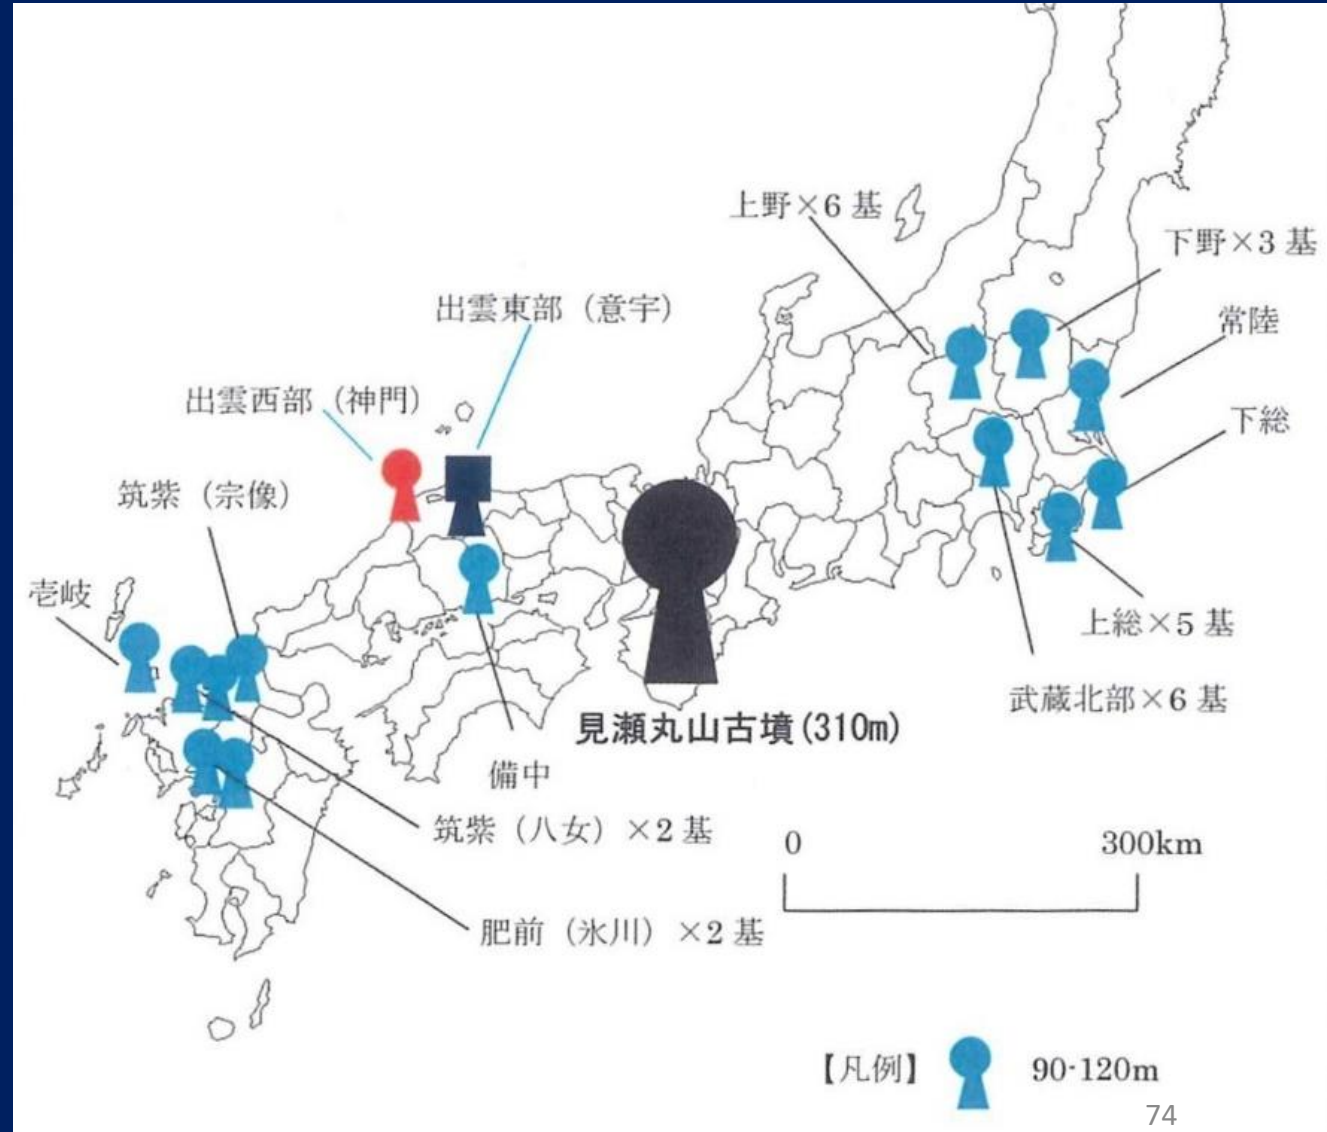 上野×6 基
下野×3 基
出雲東部（意宇）
常陸
出雲西部（神門）
下総
筑紫（宗像）
壱岐
上総×5 基
武蔵北部×6 基
見瀬丸山古墳(310m)
備中
筑紫（八女）×2 基
0
300km
肥前（氷川）×2 基
【凡例】
90-120m
74